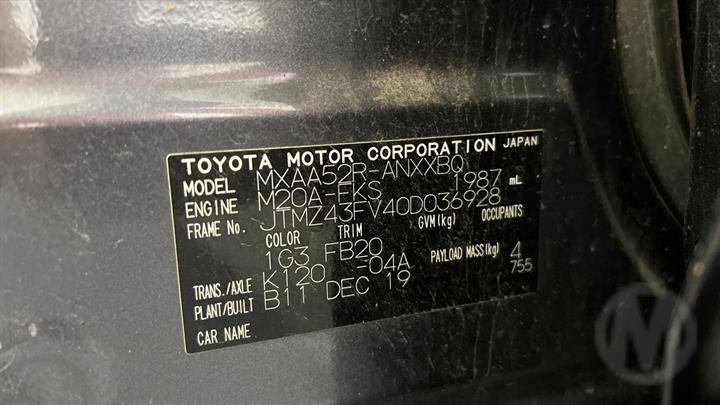 TOYOTA MOTOR CORPORATION JAPAN
MODEL MXAA52R-ANXXBQ
ENGINE M20A-FKS 1987 mL
FRAME NO. JTMZ43FV40D036928
COLOR TRIM GVM(kg) OCCUPANTS
1G3 FB20 4
TRANS./AXLE K120 -04A PAYLOAD MASS(kg) 755
PLANT/BUILT B11 DEC 19
CAR NAME
M